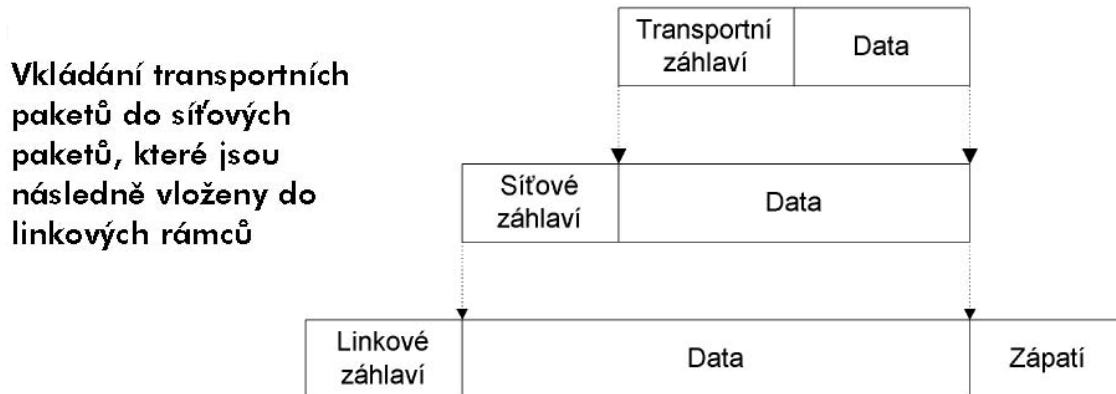 Vkládání transportních
paketů do síťových
paketů, které jsou
následně vloženy do
linkových rámců
Transportní
záhlaví
Data
Síťové
záhlaví
Data
Linkové
záhlaví
Data
Zápatí